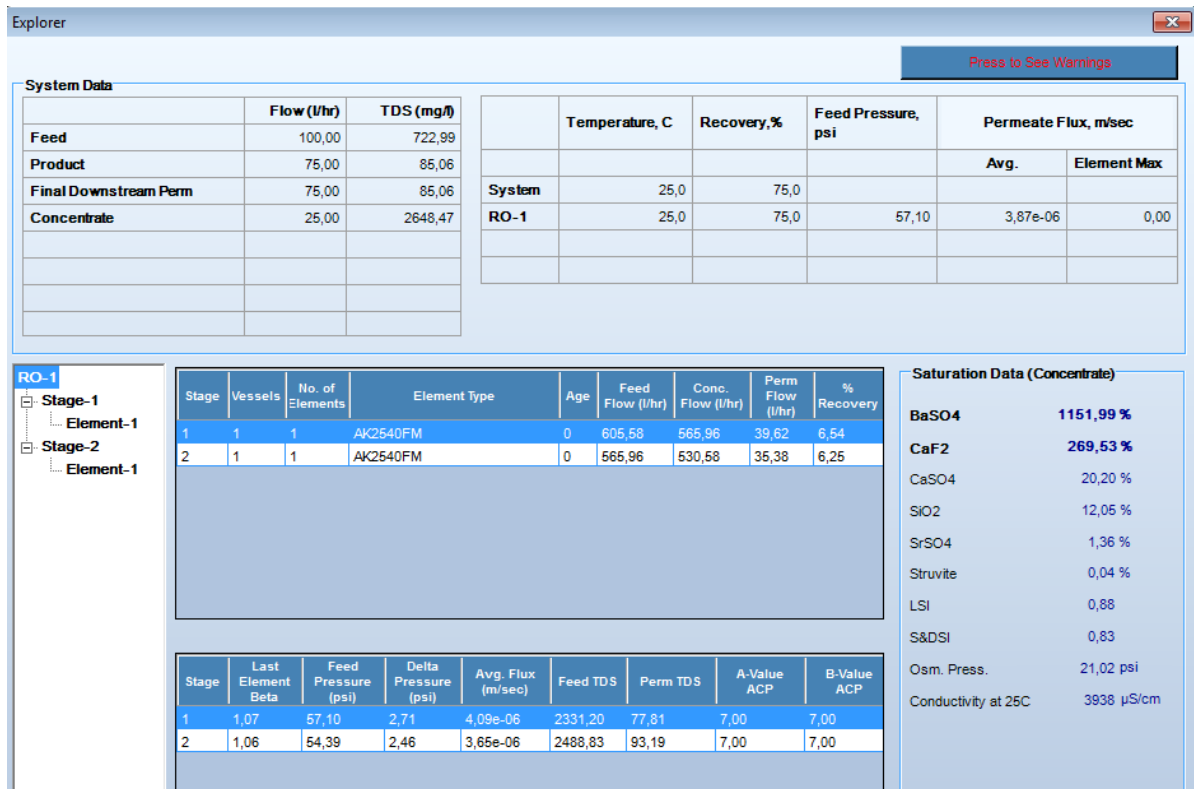 Explorer
Press to See Warnings
System Data
Flow (l/hr) TDS (mg/l)
Feed 100,00 722,99
Product 75,00 85,06
Final Downstream Perm 75,00 85,06
Concentrate 25,00 2648,47
Temperature, C Recovery,% Feed Pressure, psi Permeate Flux, m/sec
Avg. Element Max
System 25,0 75,0
RO-1 25,0 75,0 57,10 3,87e-06 0,00
RO-1
Stage-1
Element-1
Stage-2
Element-1
Stage Vessels No. of Elements Element Type Age Feed Flow (l/hr) Conc. Flow (l/hr) Perm Flow (l/hr) % Recovery
1 1 1 AK2540FM 0 605,58 565,96 39,62 6,54
2 1 1 AK2540FM 0 565,96 530,58 35,38 6,25
Stage Last Element Beta Feed Pressure (psi) Delta Pressure (psi) Avg. Flux (m/sec) Feed TDS Perm TDS A-Value ACP B-Value ACP
1 1,07 57,10 2,71 4,09e-06 2331,20 77,81 7,00 7,00
2 1,06 54,39 2,46 3,65e-06 2488,83 93,19 7,00 7,00
Saturation Data (Concentrate)
BaSO4 1151,99 %
CaF2 269,53 %
CaSO4 20,20 %
SiO2 12,05 %
SrSO4 1,36 %
Struvite 0,04 %
LSI 0,88
S&DSI 0,83
Osm. Press. 21,02 psi
Conductivity at 25C 3938 µS/cm